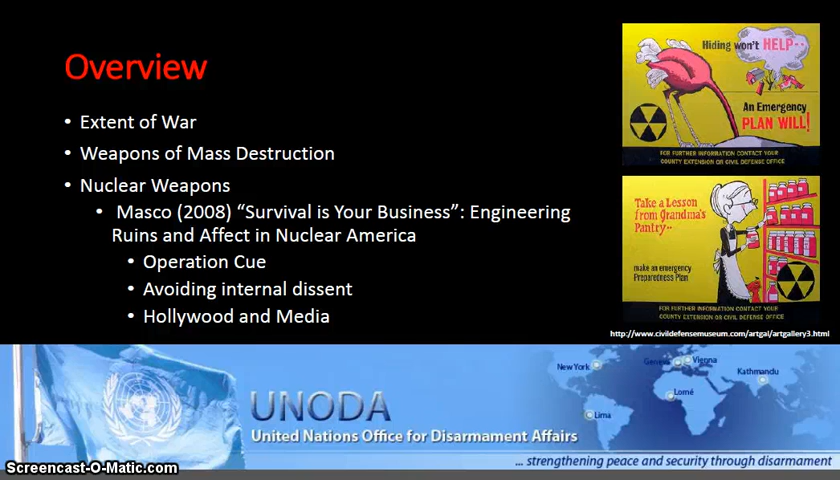 Overview
• Extent of War
• Weapons of Mass Destruction
• Nuclear Weapons
• Masco (2008) “Survival is Your Business”: Engineering
Ruins and Affect in Nuclear America
• Operation Cue
• Avoiding internal dissent
• Hollywood and Media
Hiding won't HELP--
An Emergency
PLAN WILL!
FOR FURTHER INFORMATION CONTACT YOUR
COUNTY EXTENSION OR CIVIL DEFENSE OFFICE
Take a Lesson
from Grandma's
Pantry--
make an emergency
Preparedness Plan
FOR FURTHER INFORMATION CONTACT YOUR
COUNTY EXTENSION OR CIVIL DEFENSE OFFICE
http://www.civildefensemuseum.com/artgal/artgallery3.html
UNODA
United Nations Office for Disarmament Affairs
New York
Geneva
Vienna
Kathmandu
Lomé
Lima
... strengthening peace and security through disarmament
Screencast-O-Matic.com